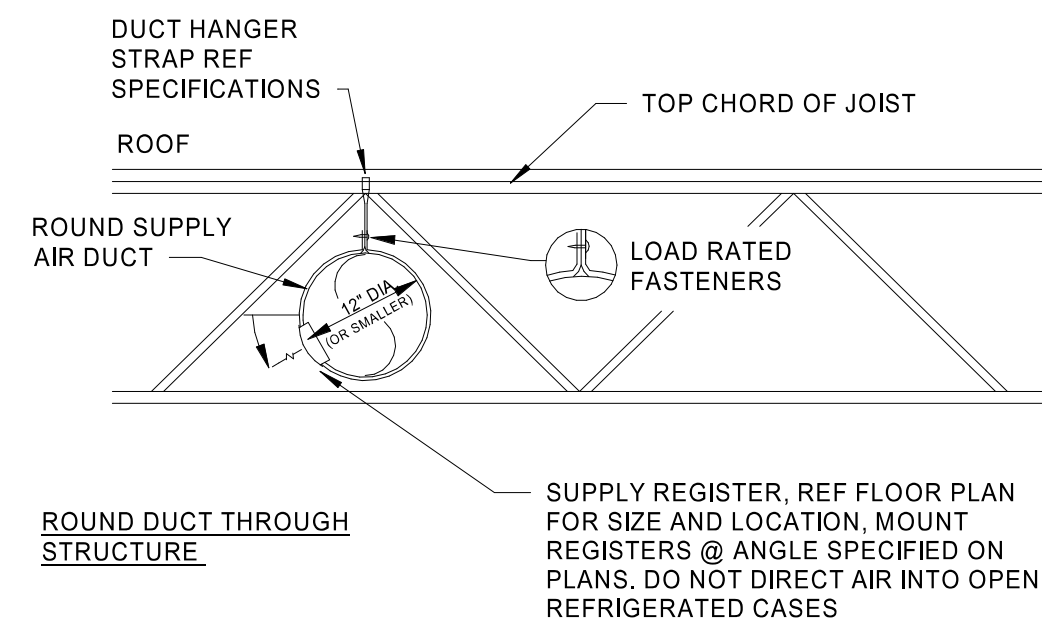 DUCT HANGER
STRAP REF
SPECIFICATIONS
TOP CHORD OF JOIST
ROOF
ROUND SUPPLY
AIR DUCT
LOAD RATED
FASTENERS
12" DIA
(OR SMALLER)
SUPPLY REGISTER, REF FLOOR PLAN
FOR SIZE AND LOCATION, MOUNT
REGISTERS @ ANGLE SPECIFIED ON
PLANS. DO NOT DIRECT AIR INTO OPEN
REFRIGERATED CASES
ROUND DUCT THROUGH
STRUCTURE